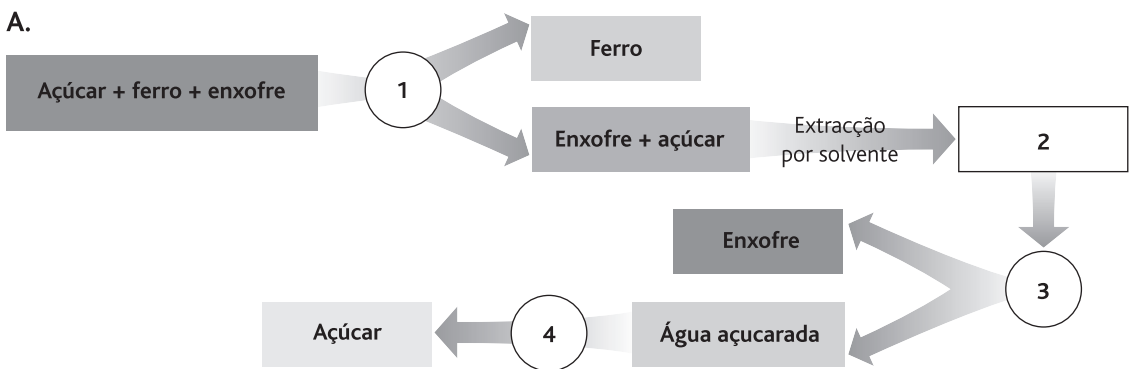 A.
Açúcar + ferro + enxofre
1
Ferro
Enxofre + açúcar
Extracção
por solvente
2
Enxofre
3
Açúcar
4
Água açucarada